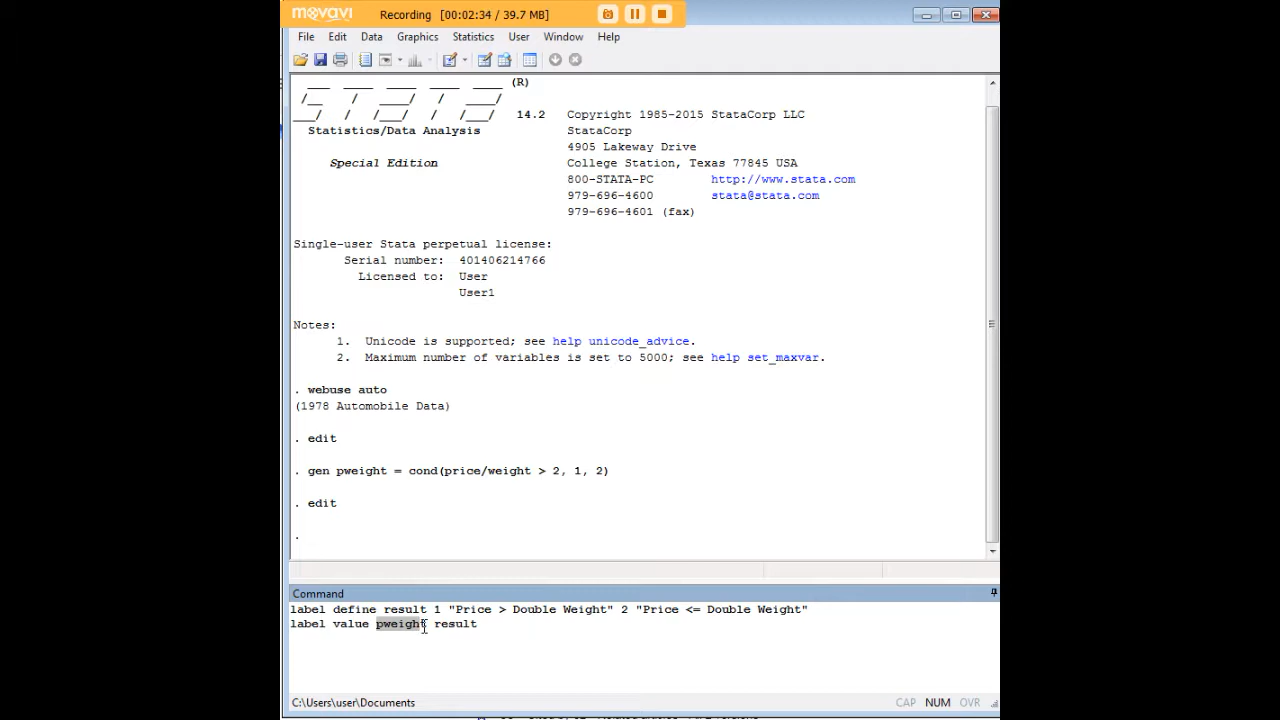 movavi Recording [00:02:34 / 39.7 MB]
File Edit Data Graphics Statistics User Window Help
(R)
14.2 Copyright 1985-2015 StataCorp LLC
Statistics/Data Analysis StataCorp
4905 Lakeway Drive
Special Edition College Station, Texas 77845 USA
800-STATA-PC http://www.stata.com
979-696-4600 stata@stata.com
979-696-4601 (fax)
Single-user Stata perpetual license:
Serial number: 401406214766
Licensed to: User
User1
Notes:
1. Unicode is supported; see help unicode_advice.
2. Maximum number of variables is set to 5000; see help set_maxvar.
. webuse auto
(1978 Automobile Data)
. edit
. gen pweight = cond(price/weight > 2, 1, 2)
. edit
.
Command
label define result 1 "Price > Double Weight" 2 "Price <= Double Weight"
label value pweight result
C:\Users\user\Documents CAP NUM OVR